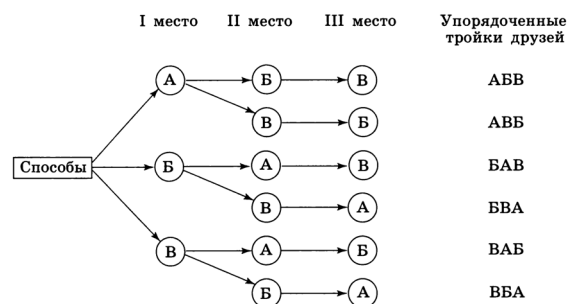 I место II место III место Упорядоченные
тройки друзей
А Б В АБВ
В Б АВБ
Способы Б А В БАВ
В А БВА
В А Б ВАБ
Б А ВБА